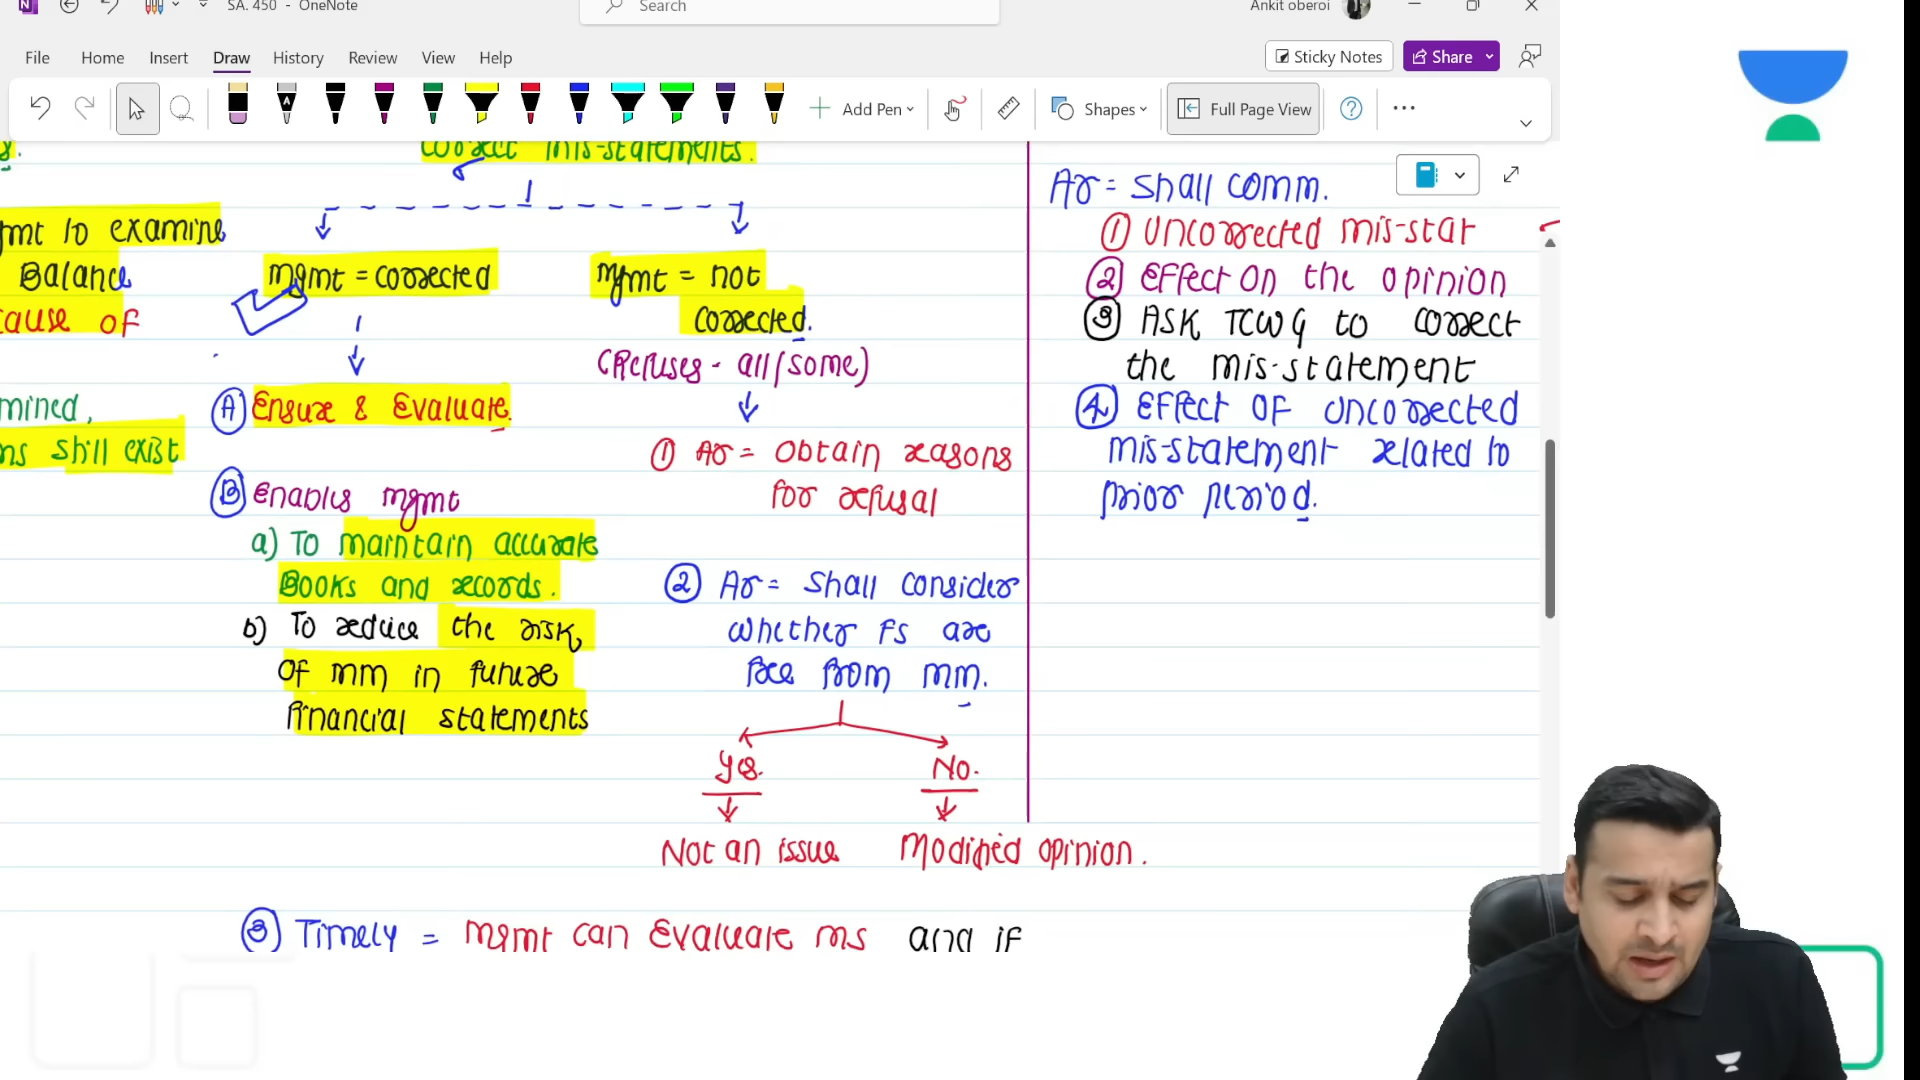 SA. 450 - OneNote
Search
Ankit oberoi
File Home Insert Draw History Review View Help
Sticky Notes Share
Add Pen Shapes Full Page View
correct mis-statements.
mgmt to examine
Balance
cause of
mined,
ms still exist
mgmt = corrected
(A) Ensure & Evaluate.
(B) Enables mgmt
a) To maintain accurate
Books and records.
b) To reduce the risk
of mm in future
financial statements
mgmt = not
corrected.
(Refuses - all/some)
① Ar = Obtain reasons
for refusal
② Ar = shall consider
whether FS are
free from mm.
Yes. No.
Not an issue Modified opinion.
③ Timely = mgmt can Evaluate ms and if
Ar = shall comm.
① Uncorrected mis-stat
② Effect On the opinion
③ ASK TCWG to correct
the mis-statement
④ Effect OF uncorrected
mis-statement related to
prior period.